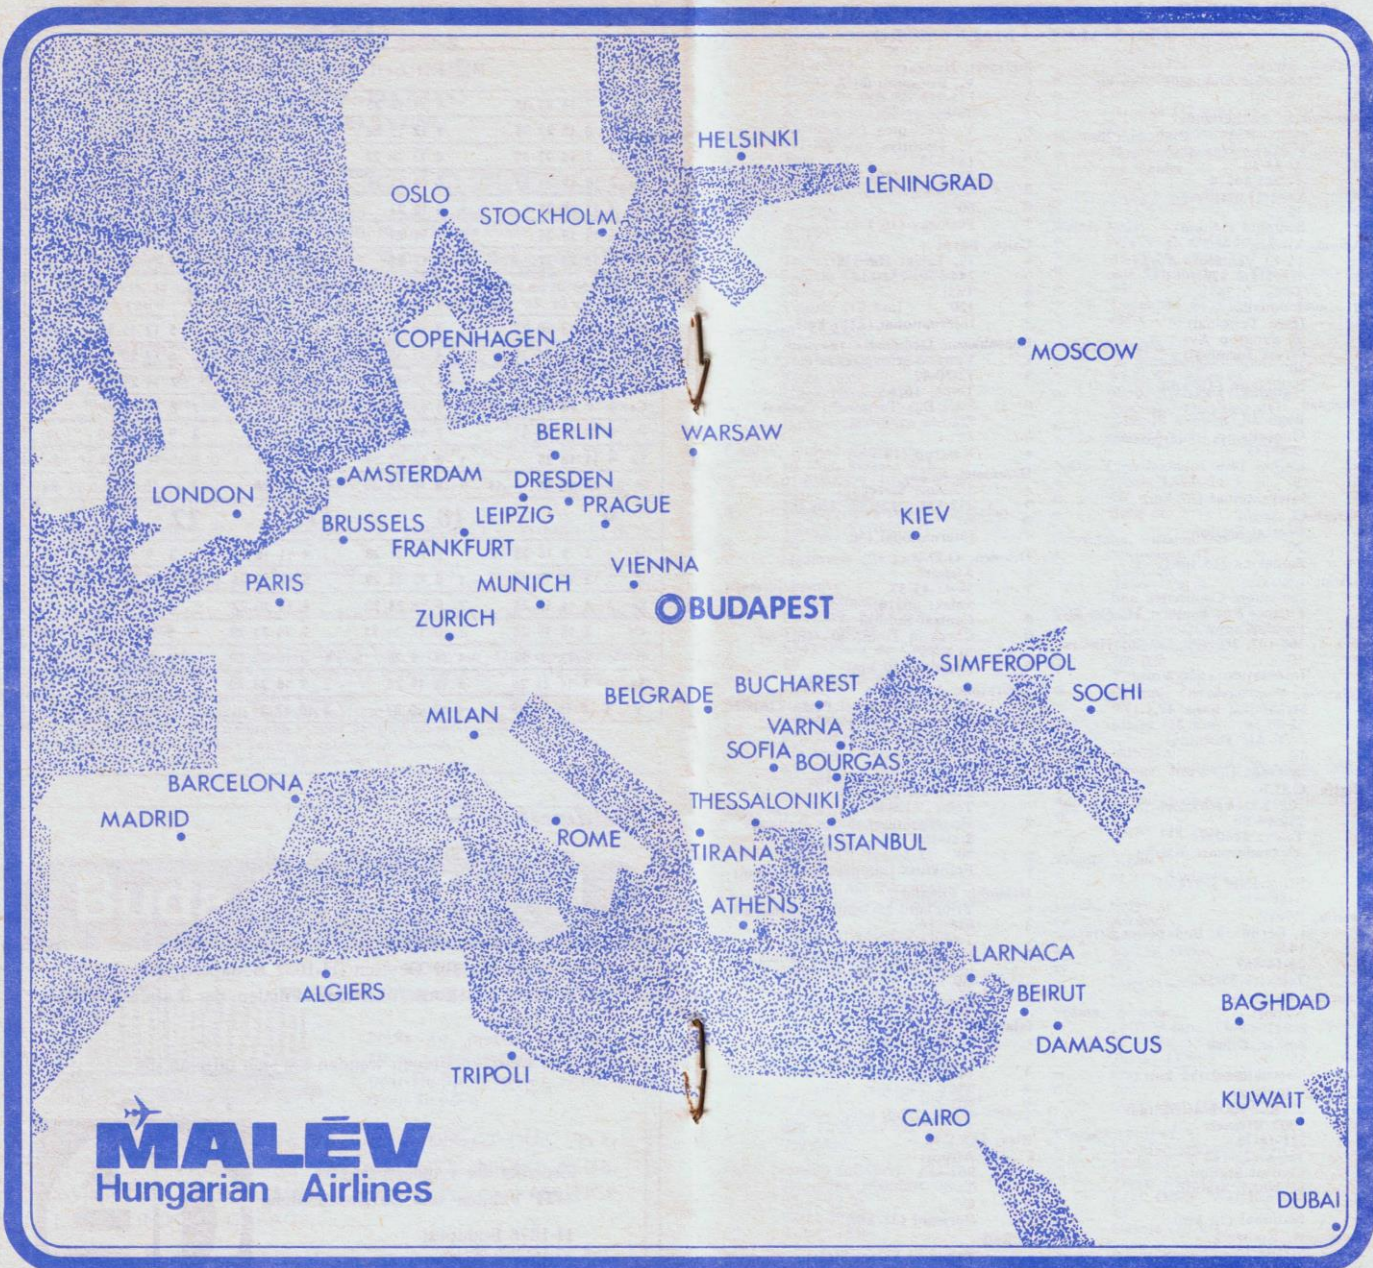 HELSINKI
LENINGRAD
OSLO
STOCKHOLM
COPENHAGEN
MOSCOW
BERLIN
WARSAW
AMSTERDAM
DRESDEN
LONDON
LEIPZIG
PRAGUE
BRUSSELS
KIEV
FRANKFURT
VIENNA
PARIS
MUNICH
BUDAPEST
ZURICH
SIMFEROPOL
BELGRADE
BUCHAREST
SOCHI
MILAN
VARNA
SOFIA
BOURGAS
BARCELONA
THESSALONIKI
MADRID
ROME
TIRANA
ISTANBUL
ATHENS
LARNACA
ALGIERS
BEIRUT
BAGHDAD
DAMASCUS
TRIPOLI
KUWAIT
CAIRO
MALÉV
Hungarian Airlines
DUBAI